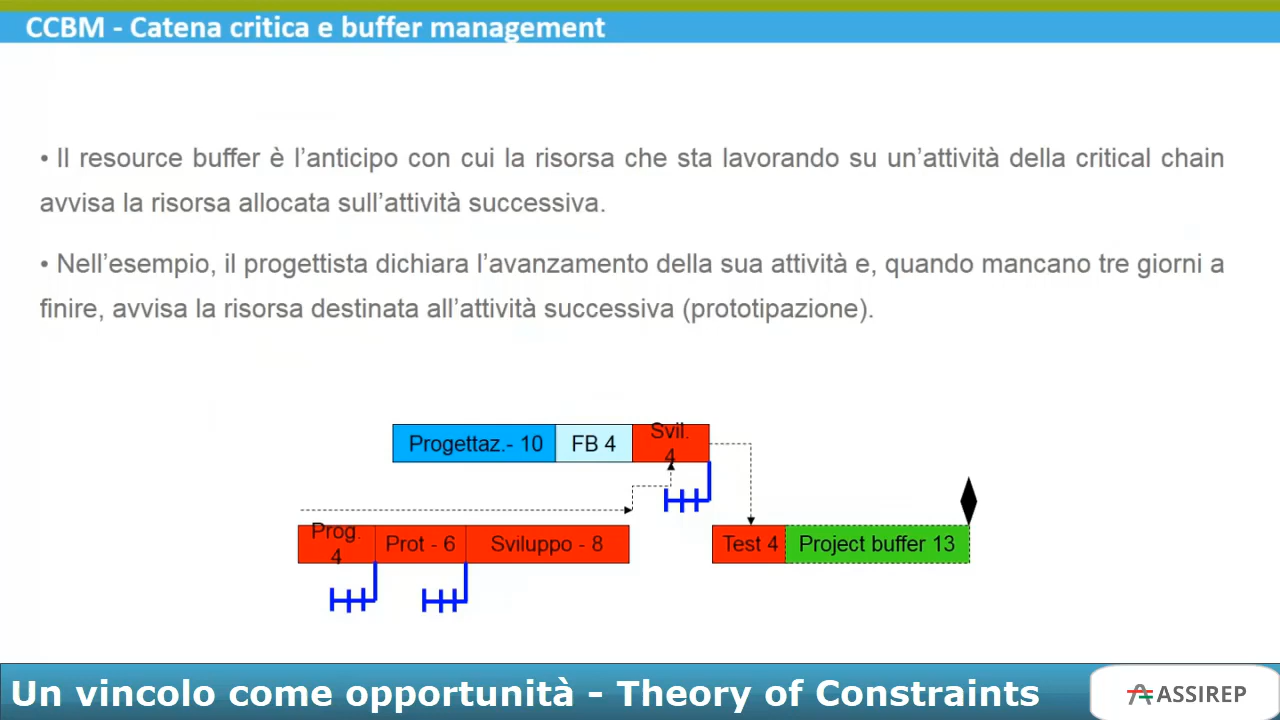 CCBM - Catena critica e buffer management
• Il resource buffer è l’anticipo con cui la risorsa che sta lavorando su un’attività della critical chain
avvisa la risorsa allocata sull’attività successiva.
• Nell’esempio, il progettista dichiara l’avanzamento della sua attività e, quando mancano tre giorni a
finire, avvisa la risorsa destinata all’attività successiva (prototipazione).
Progettaz.- 10
FB 4
Svil.
4
Prog.
4
Prot - 6
Sviluppo - 8
Test 4
Project buffer 13
Un vincolo come opportunità - Theory of Constraints
ASSIREP